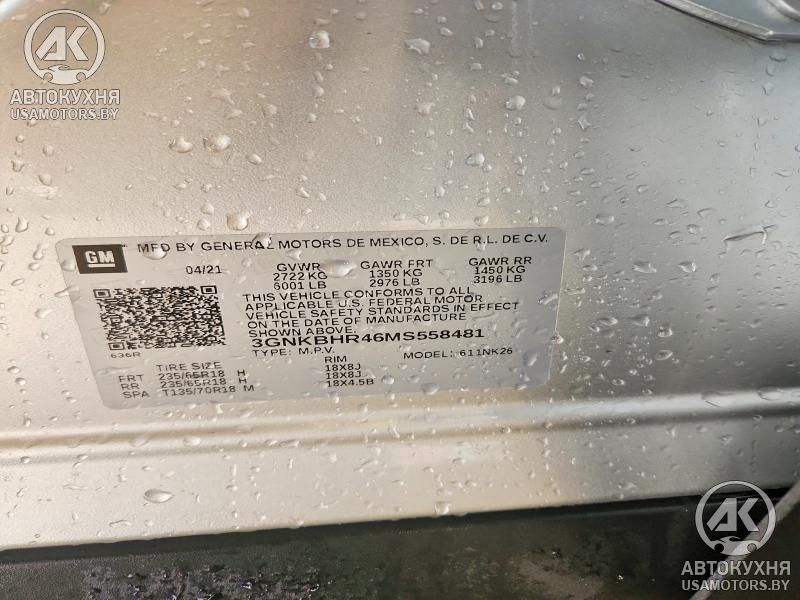 AK
АВТОКУХНЯ
USAMOTORS.BY
GM MFD BY GENERAL MOTORS DE MEXICO, S. DE R.L. DE C.V.
04/21 GVWR GAWR FRT GAWR RR
2722 KG 1350 KG 1450 KG
6001 LB 2976 LB 3196 LB
THIS VEHICLE CONFORMS TO ALL
APPLICABLE U.S. FEDERAL MOTOR
VEHICLE SAFETY STANDARDS IN EFFECT
ON THE DATE OF MANUFACTURE
SHOWN ABOVE.
3GNKBHR46MS558481
636R TYPE: M.P.V. MODEL: 611NK26
TIRE SIZE RIM
FRT 235/65R18 H 18X8J
RR 235/65R18 H 18X8J
SPA T135/70R18 M 18X4.5B
AK
АВТОКУХНЯ
USAMOTORS.BY